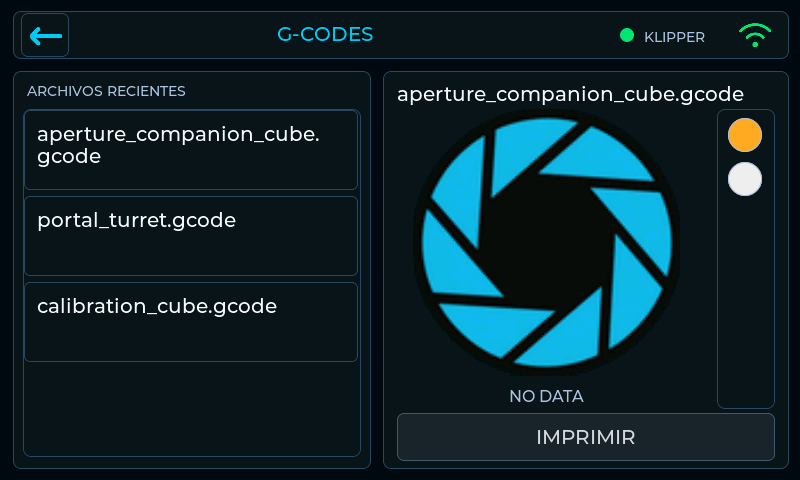 G-CODES
KLIPPER
ARCHIVOS RECIENTES
aperture_companion_cube.
gcode
portal_turret.gcode
calibration_cube.gcode
aperture_companion_cube.gcode
NO DATA
IMPRIMIR